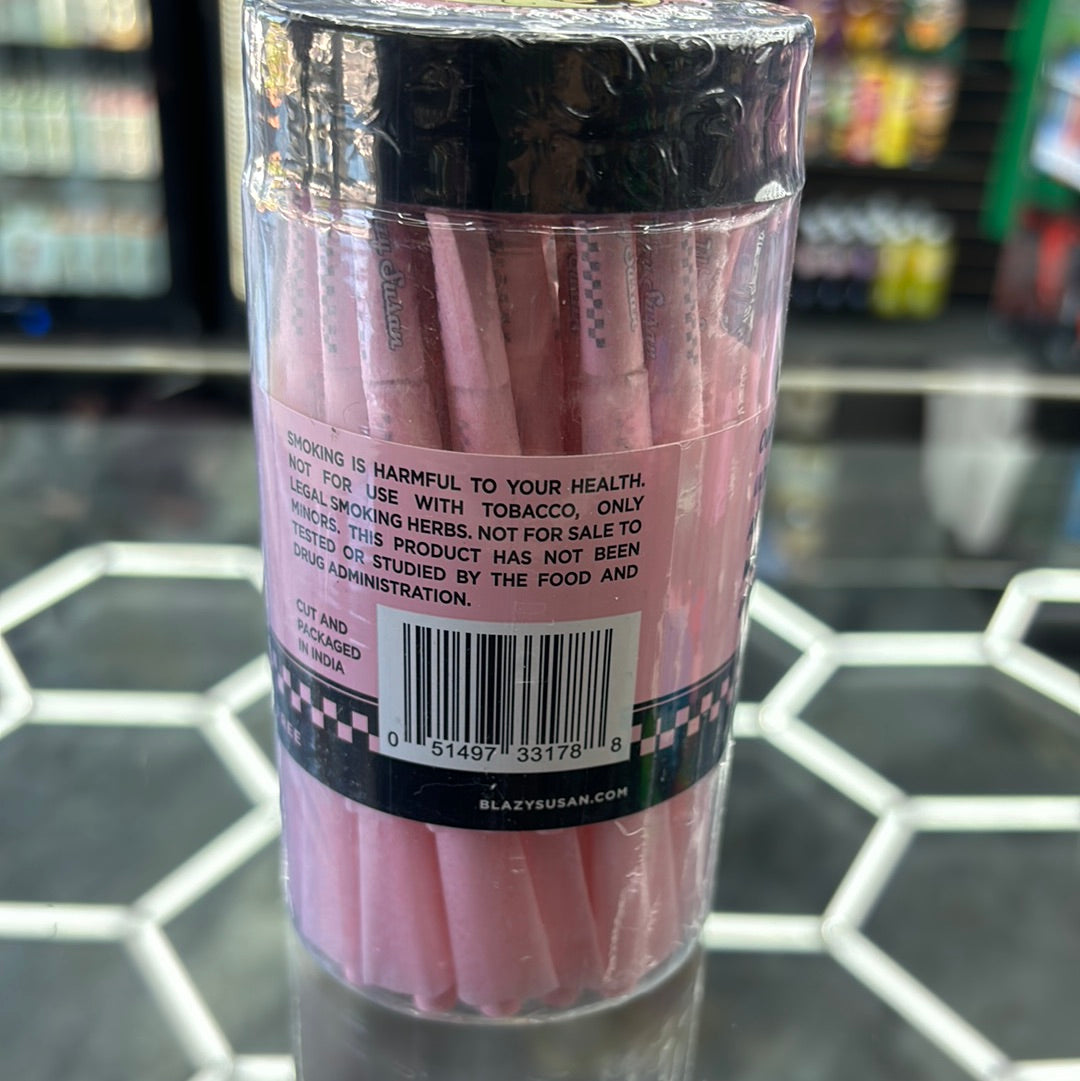 Susan
SMOKING IS HARMFUL TO YOUR HEALTH.
NOT FOR USE WITH TOBACCO, ONLY
LEGAL SMOKING HERBS. NOT FOR SALE TO
MINORS. THIS PRODUCT HAS NOT BEEN
TESTED OR STUDIED BY THE FOOD AND
DRUG ADMINISTRATION.
CUT AND
PACKAGED
IN INDIA
0 51497 33178 8
BLAZYSUSAN.COM